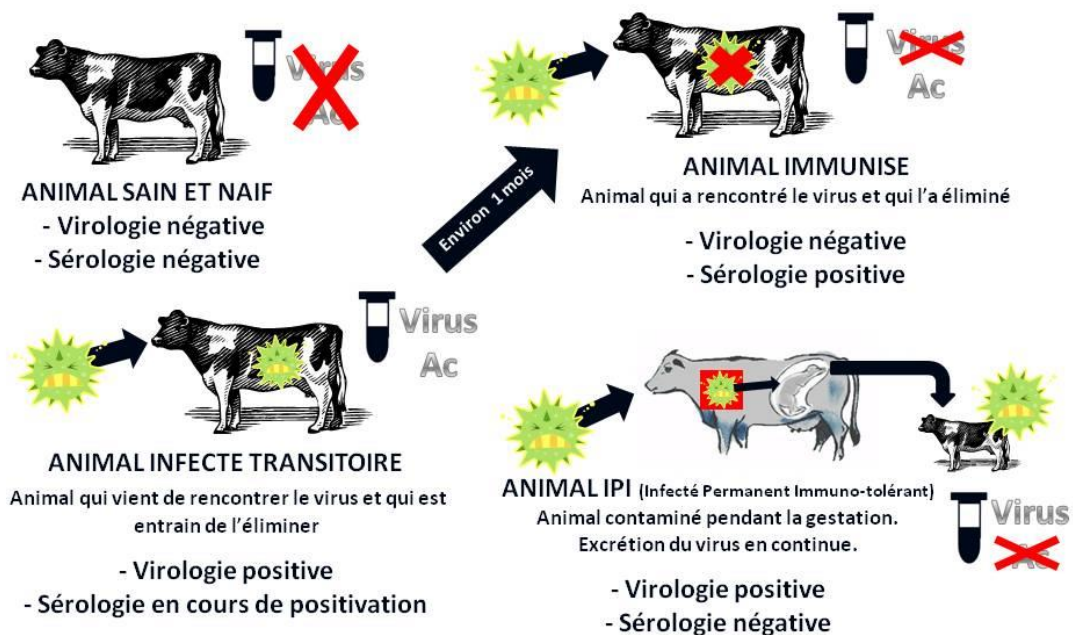 Virus
Ac
ANIMAL SAIN ET NAIF
- Virologie négative
- Sérologie négative
Environ 1 mois
Virus
Ac
ANIMAL IMMUNISE
Animal qui a rencontré le virus et qui l'a éliminé
- Virologie négative
- Sérologie positive
Virus
Ac
ANIMAL INFECTE TRANSITOIRE
Animal qui vient de rencontrer le virus et qui est
entrain de l'éliminer
- Virologie positive
- Sérologie en cours de positivation
ANIMAL IPI (Infecté Permanent Immuno-tolérant)
Animal contaminé pendant la gestation.
Excrétion du virus en continue.
Virus
Ac
- Virologie positive
- Sérologie négative